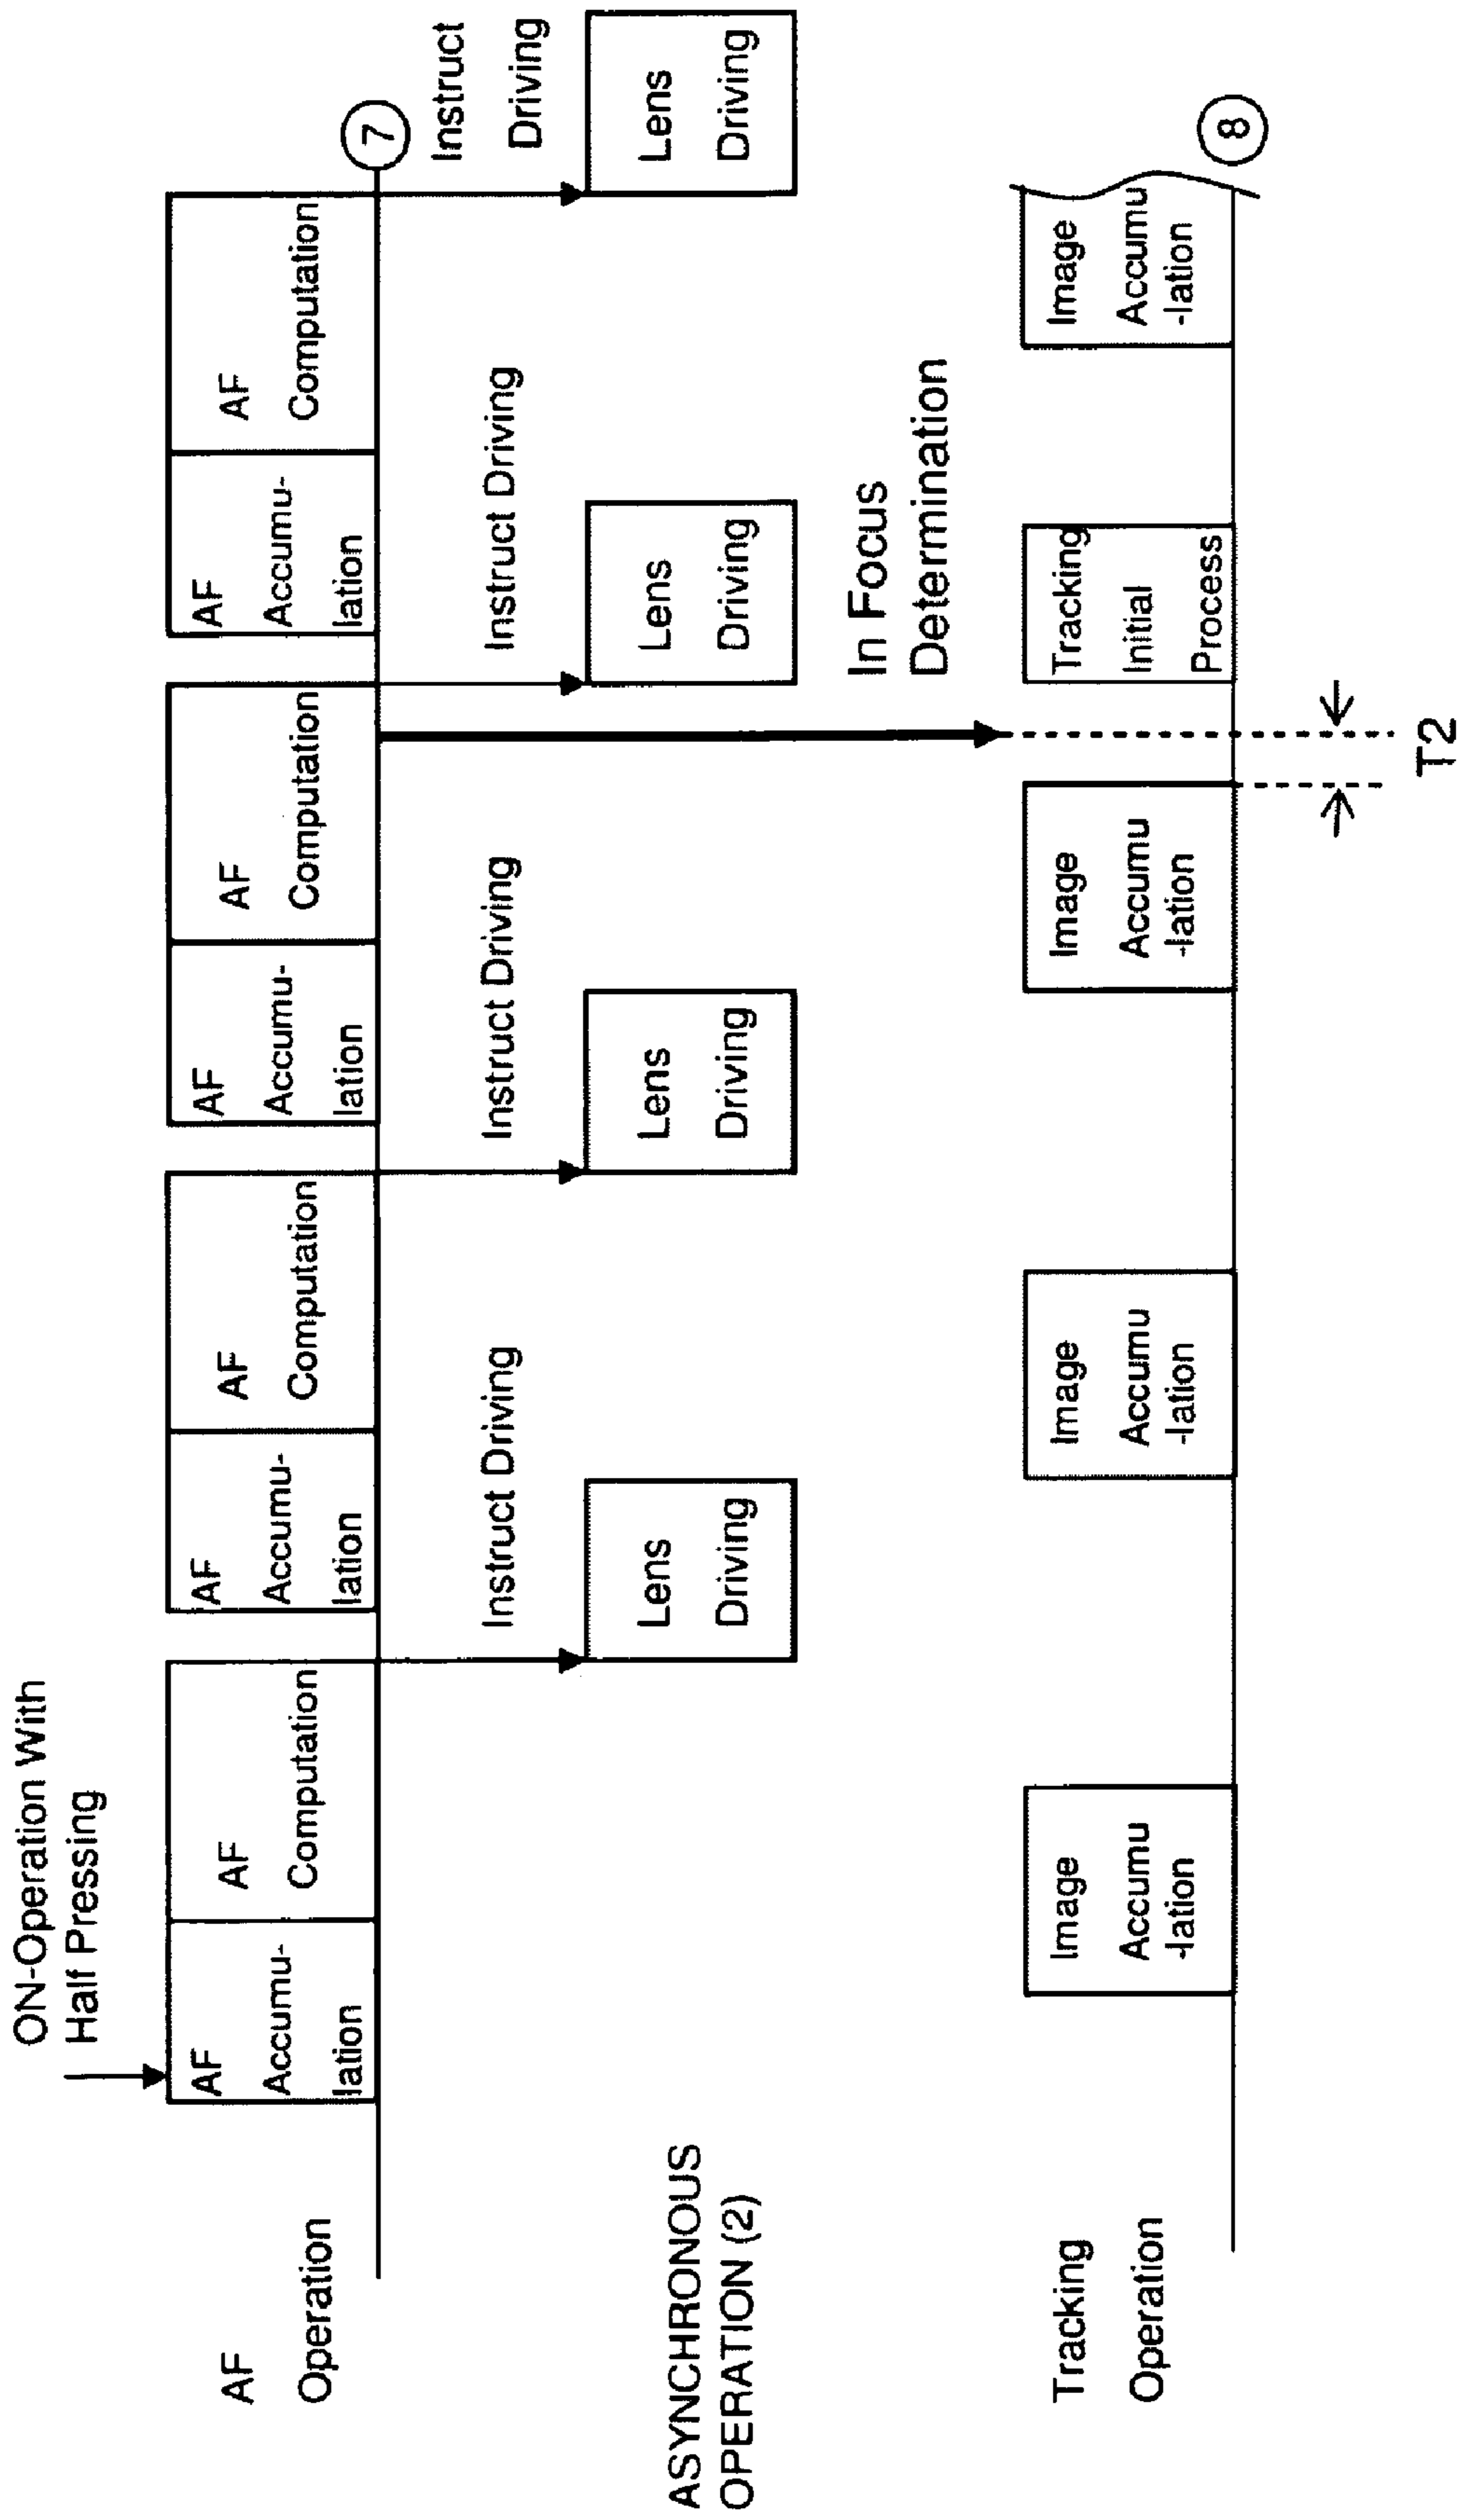 ON-Operation With
Half Pressing
AF
Operation
AF
Accumu-
lation
AF
Computation
AF
Accumu-
lation
AF
Computation
AF
Accumu-
lation
AF
Computation
AF
Accumu-
lation
AF
Computation
7
Instruct Driving
Instruct Driving
Instruct Driving
Instruct
Driving
ASYNCHRONOUS
OPERATION (2)
Lens
Driving
Lens
Driving
Lens
Driving
Lens
Driving
In Focus
Determination
Tracking
Operation
Image
Accumu
-lation
Image
Accumu
-lation
Image
Accumu
-lation
Tracking
Initial
Process
Image
Accumu
-lation
8
T2